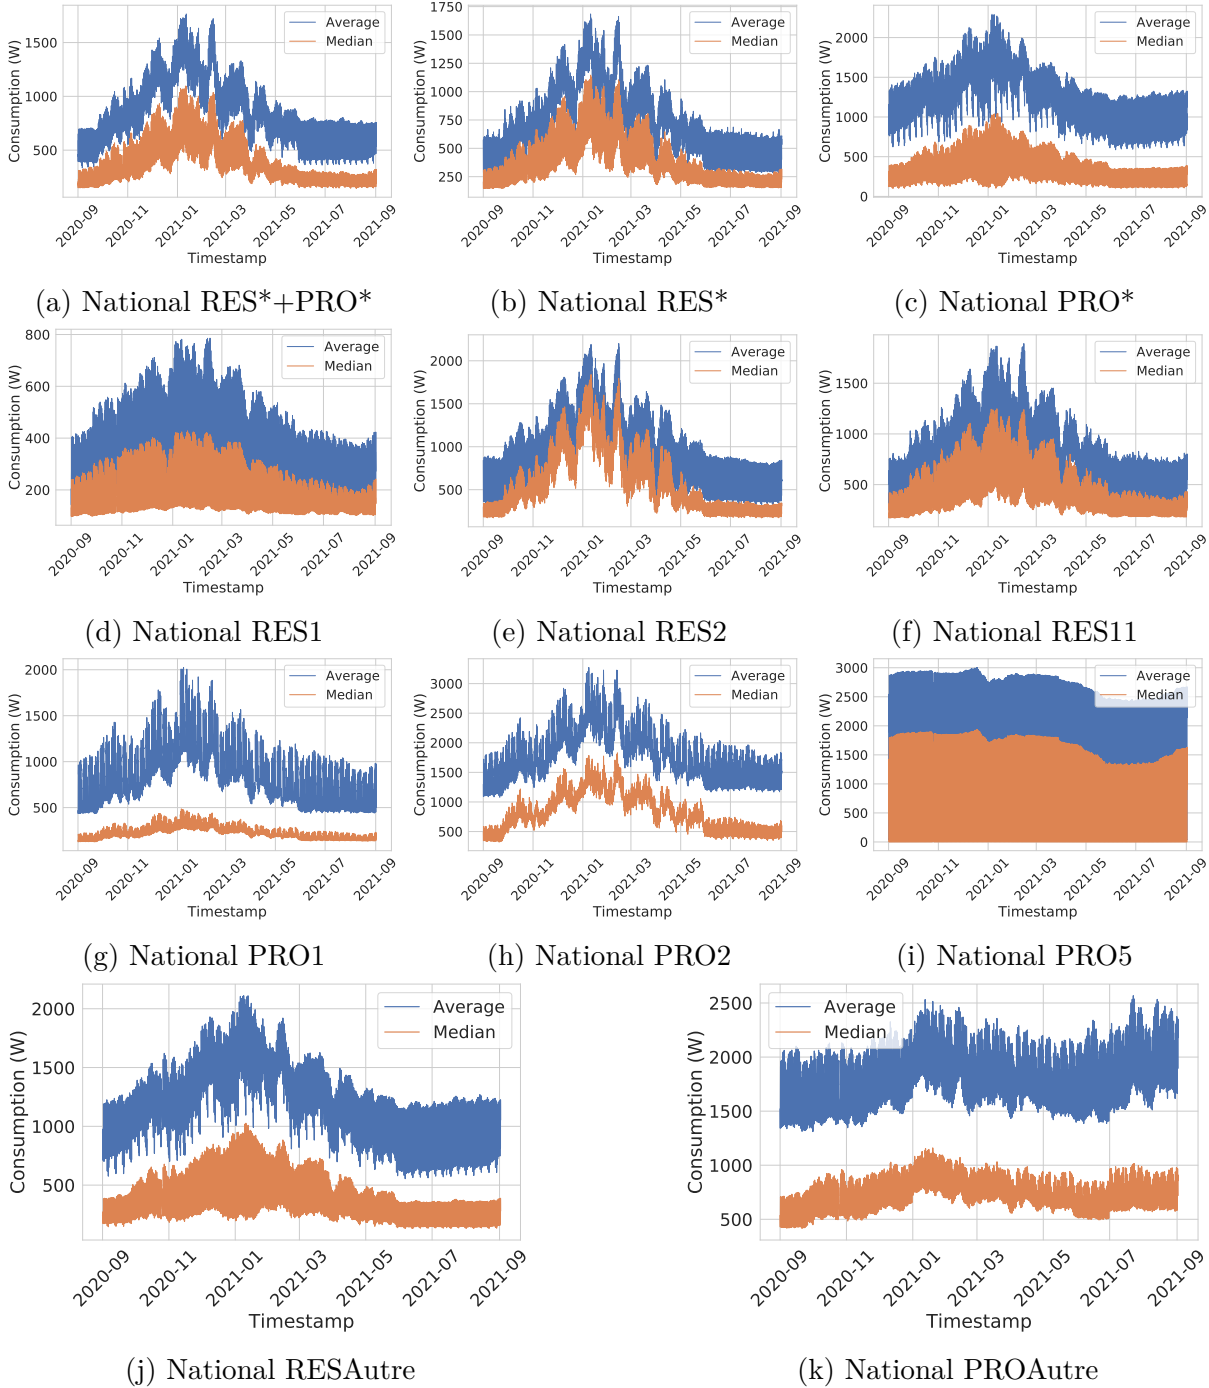 1500
1000
500
Consumption (W)
Average
Median
2020-09
2020-11
2021-01
2021-03
2021-05
2021-07
2021-09
Timestamp
(a) National RES*+PRO*
1750
1500
1250
1000
750
500
250
Consumption (W)
Average
Median
2020-09
2020-11
2021-01
2021-03
2021-05
2021-07
2021-09
Timestamp
(b) National RES*
2000
1500
1000
500
0
Consumption (W)
Average
Median
2020-09
2020-11
2021-01
2021-03
2021-05
2021-07
2021-09
Timestamp
(c) National PRO*
800
600
400
200
Consumption (W)
Average
Median
2020-09
2020-11
2021-01
2021-03
2021-05
2021-07
2021-09
Timestamp
(d) National RES1
2000
1500
1000
500
Consumption (W)
Average
Median
2020-09
2020-11
2021-01
2021-03
2021-05
2021-07
2021-09
Timestamp
(e) National RES2
1500
1000
500
Consumption (W)
Average
Median
2020-09
2020-11
2021-01
2021-03
2021-05
2021-07
2021-09
Timestamp
(f) National RES11
2000
1500
1000
500
Consumption (W)
Average
Median
2020-09
2020-11
2021-01
2021-03
2021-05
2021-07
2021-09
Timestamp
(g) National PRO1
3000
2500
2000
1500
1000
500
Consumption (W)
Average
Median
2020-09
2020-11
2021-01
2021-03
2021-05
2021-07
2021-09
Timestamp
(h) National PRO2
3000
2500
2000
1500
1000
500
0
Consumption (W)
Average
Median
2020-09
2020-11
2021-01
2021-03
2021-05
2021-07
2021-09
Timestamp
(i) National PRO5
2000
1500
1000
500
Consumption (W)
Average
Median
2020-09
2020-11
2021-01
2021-03
2021-05
2021-07
2021-09
Timestamp
(j) National RESAutre
2500
2000
1500
1000
500
Consumption (W)
Average
Median
2020-09
2020-11
2021-01
2021-03
2021-05
2021-07
2021-09
Timestamp
(k) National PROAutre